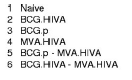 1 Naive
2 BCG.HIVA
3 BCG.p
4 MVA.HIVA
5 BCG.p - MVA.HIVA
6 BCG.HIVA - MVA.HIVA